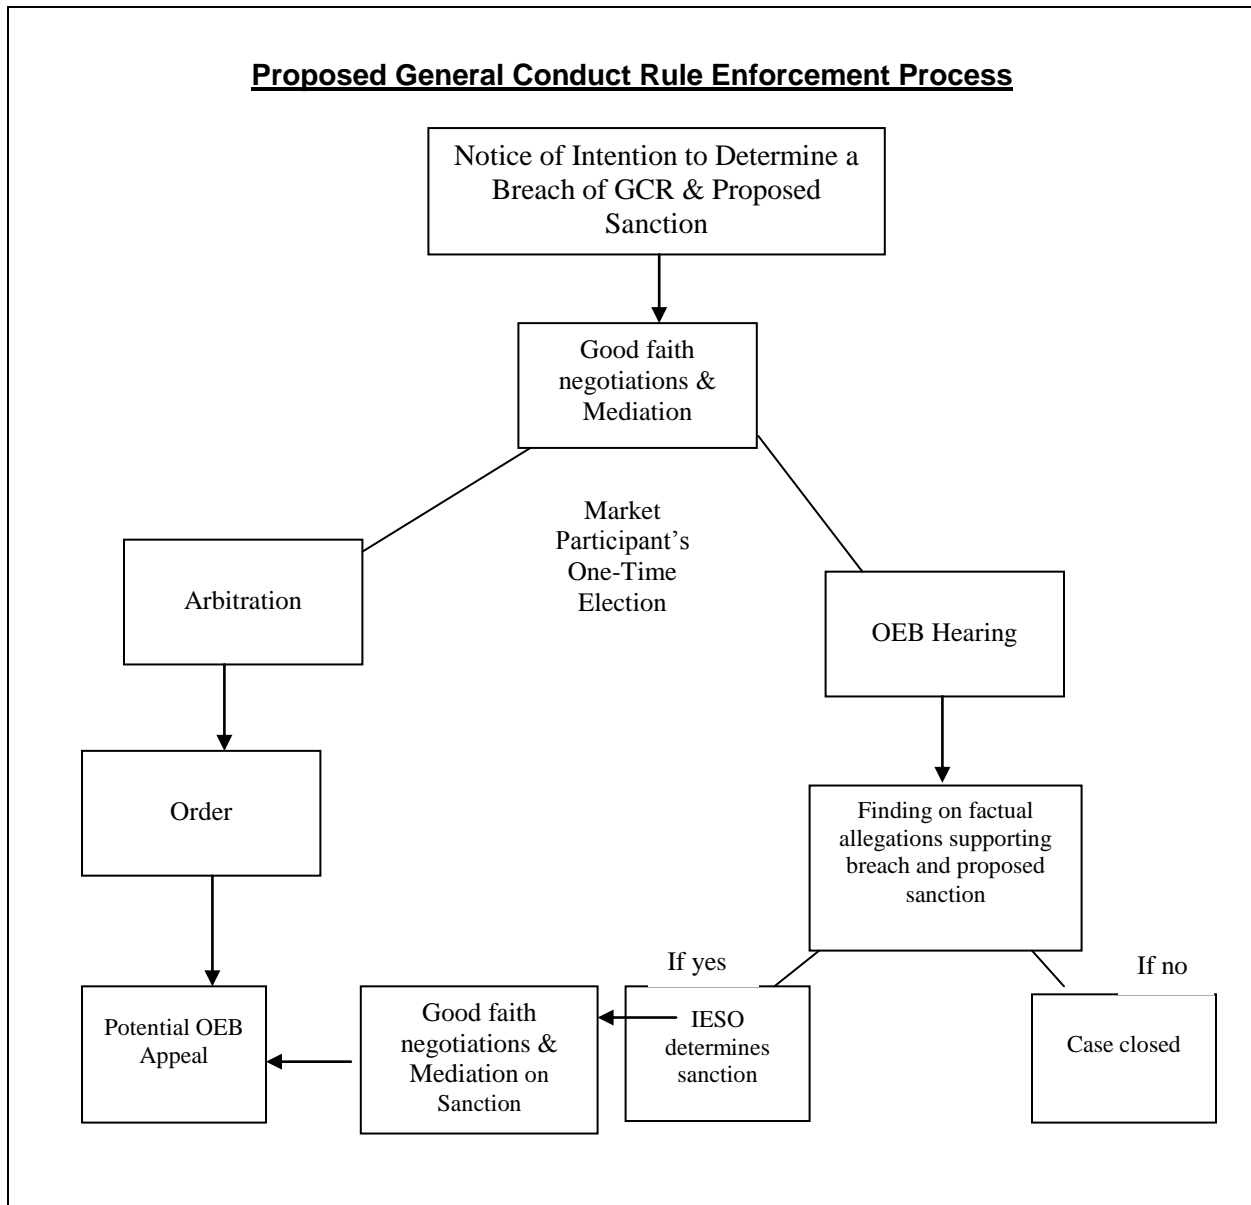 Proposed General Conduct Rule Enforcement Process
Notice of Intention to Determine a
Breach of GCR & Proposed
Sanction
Good faith
negotiations &
Mediation
Market
Participant’s
One-Time
Election
Arbitration
OEB Hearing
Order
Finding on factual
allegations supporting
breach and proposed
sanction
If yes
If no
Potential OEB
Appeal
Good faith
negotiations &
Mediation on
Sanction
IESO
determines
sanction
Case closed